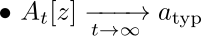 • $A_t[z] \xrightarrow[t\to\infty]{} a_{\mathrm{typ}}$